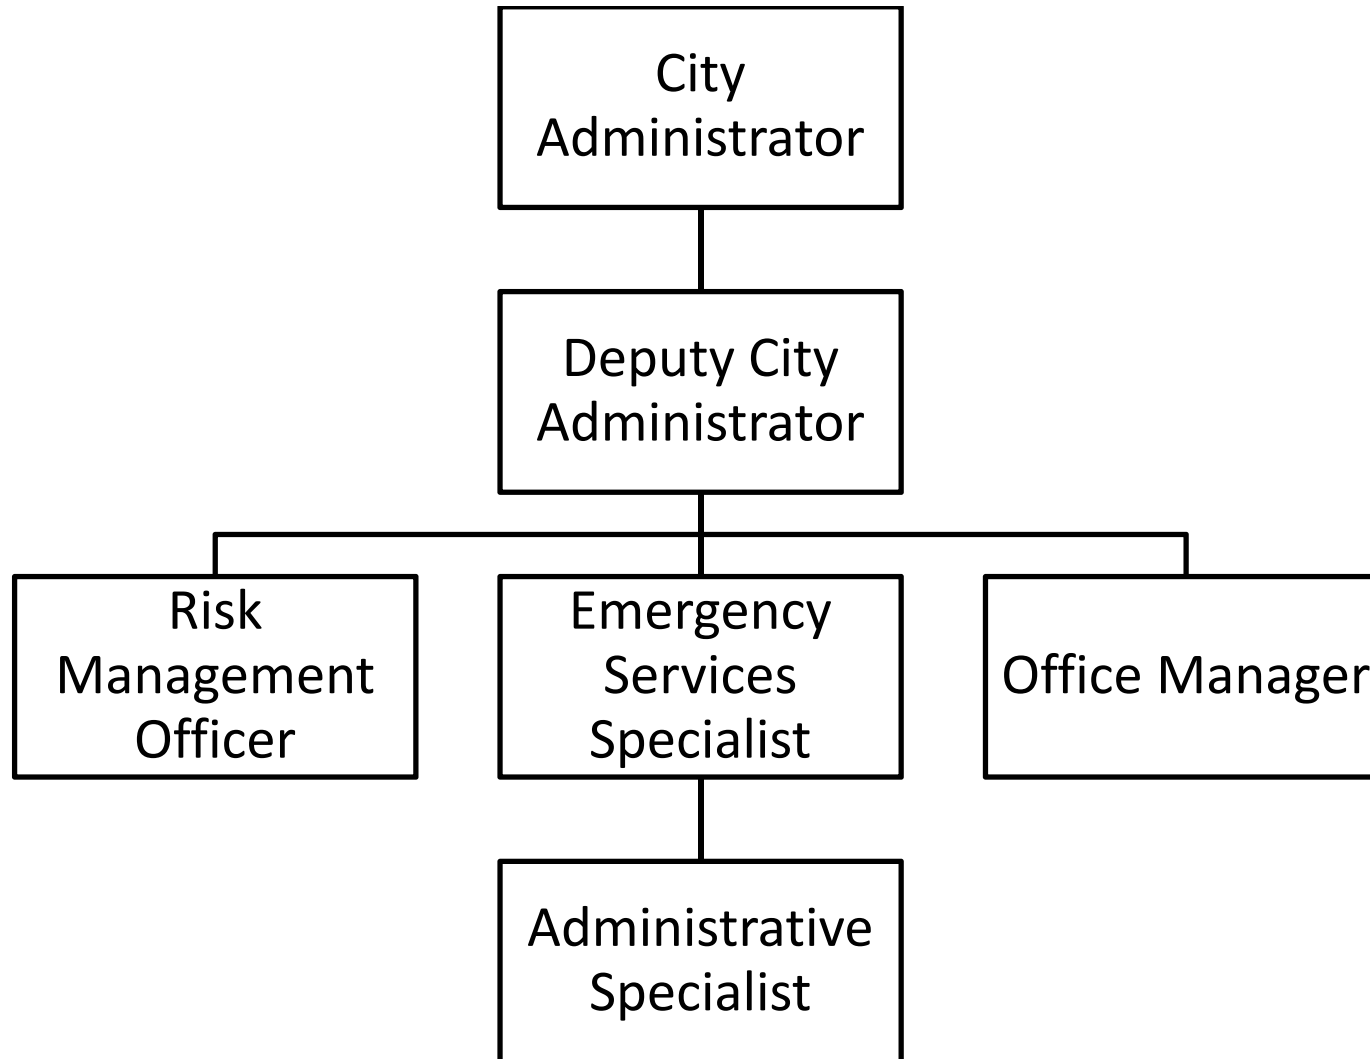 City
Administrator
Deputy City
Administrator
Risk
Management
Officer
Emergency
Services
Specialist
Office Manager
Administrative
Specialist